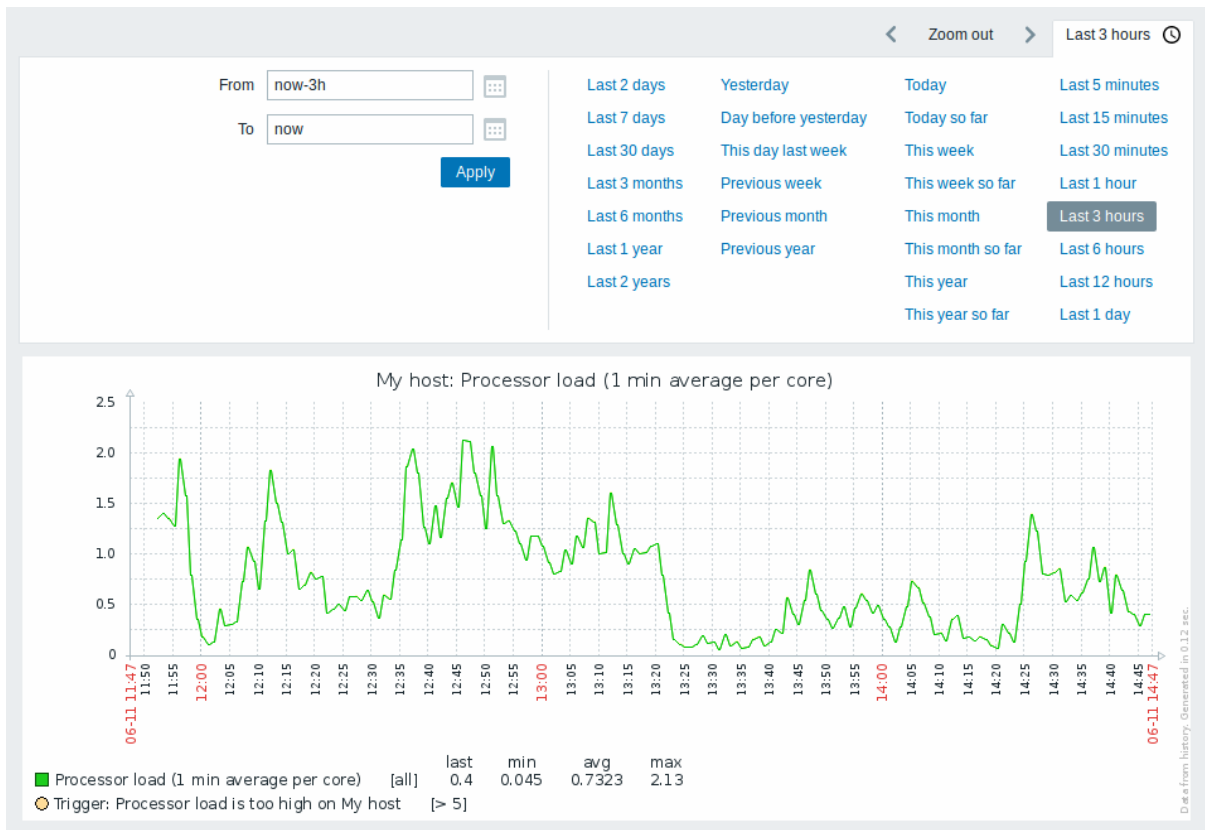 Zoom out
Last 3 hours
From now-3h
To now
Apply
Last 2 days Yesterday Today Last 5 minutes
Last 7 days Day before yesterday Today so far Last 15 minutes
Last 30 days This day last week This week Last 30 minutes
Last 3 months Previous week This week so far Last 1 hour
Last 6 months Previous month This month Last 3 hours
Last 1 year Previous year This month so far Last 6 hours
Last 2 years This year Last 12 hours
This year so far Last 1 day
My host: Processor load (1 min average per core)
2.5
2.0
1.5
1.0
0.5
0
06-11 11:47 11:50 11:55 12:00 12:05 12:10 12:15 12:20 12:25 12:30 12:35 12:40 12:45 12:50 12:55 13:00 13:05 13:10 13:15 13:20 13:25 13:30 13:35 13:40 13:45 13:50 13:55 14:00 14:05 14:10 14:15 14:20 14:25 14:30 14:35 14:40 14:45 06-11 14:47
Data from history. Generated in 0.12 sec.
last min avg max
Processor load (1 min average per core) [all] 0.4 0.045 0.7323 2.13
Trigger: Processor load is too high on My host [> 5]